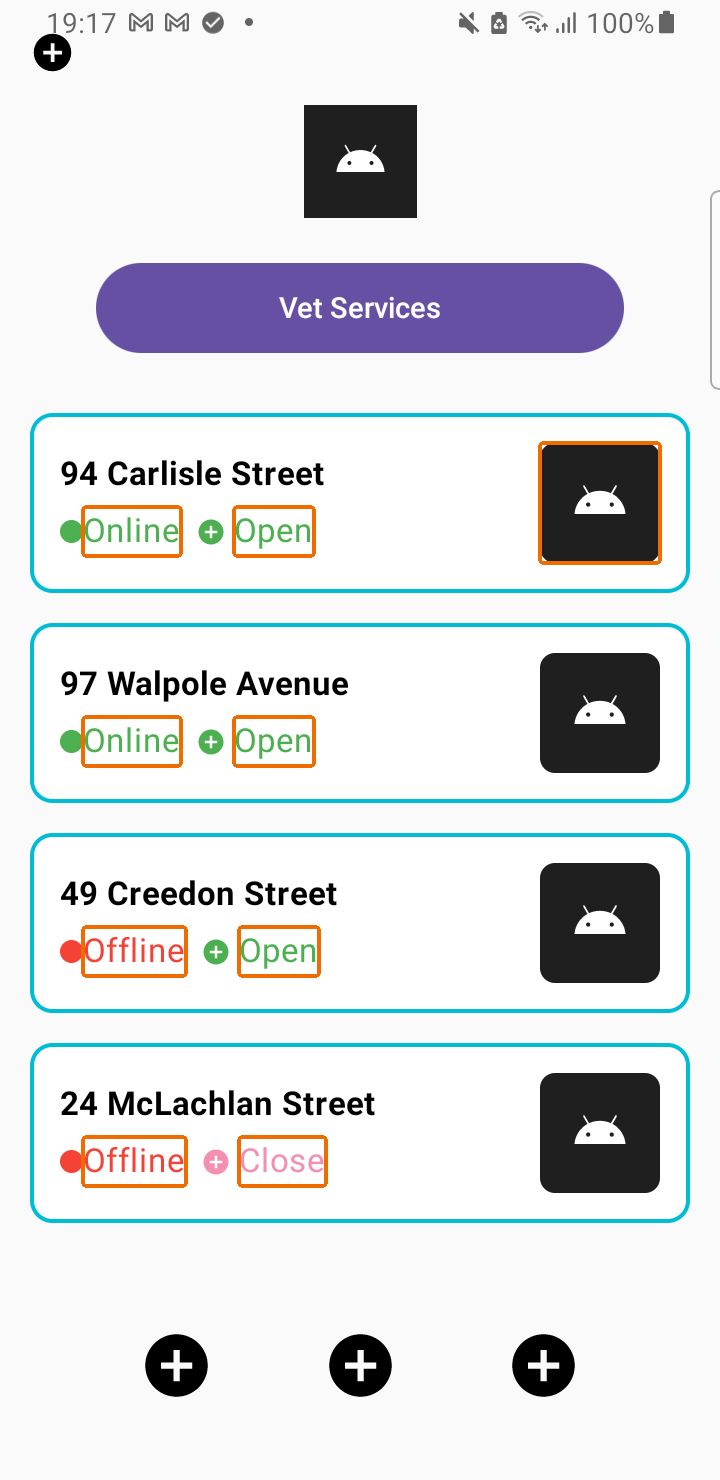 19:17
100%
Vet Services
94 Carlisle Street
Online Open
97 Walpole Avenue
Online Open
49 Creedon Street
Offline Open
24 McLachlan Street
Offline Close